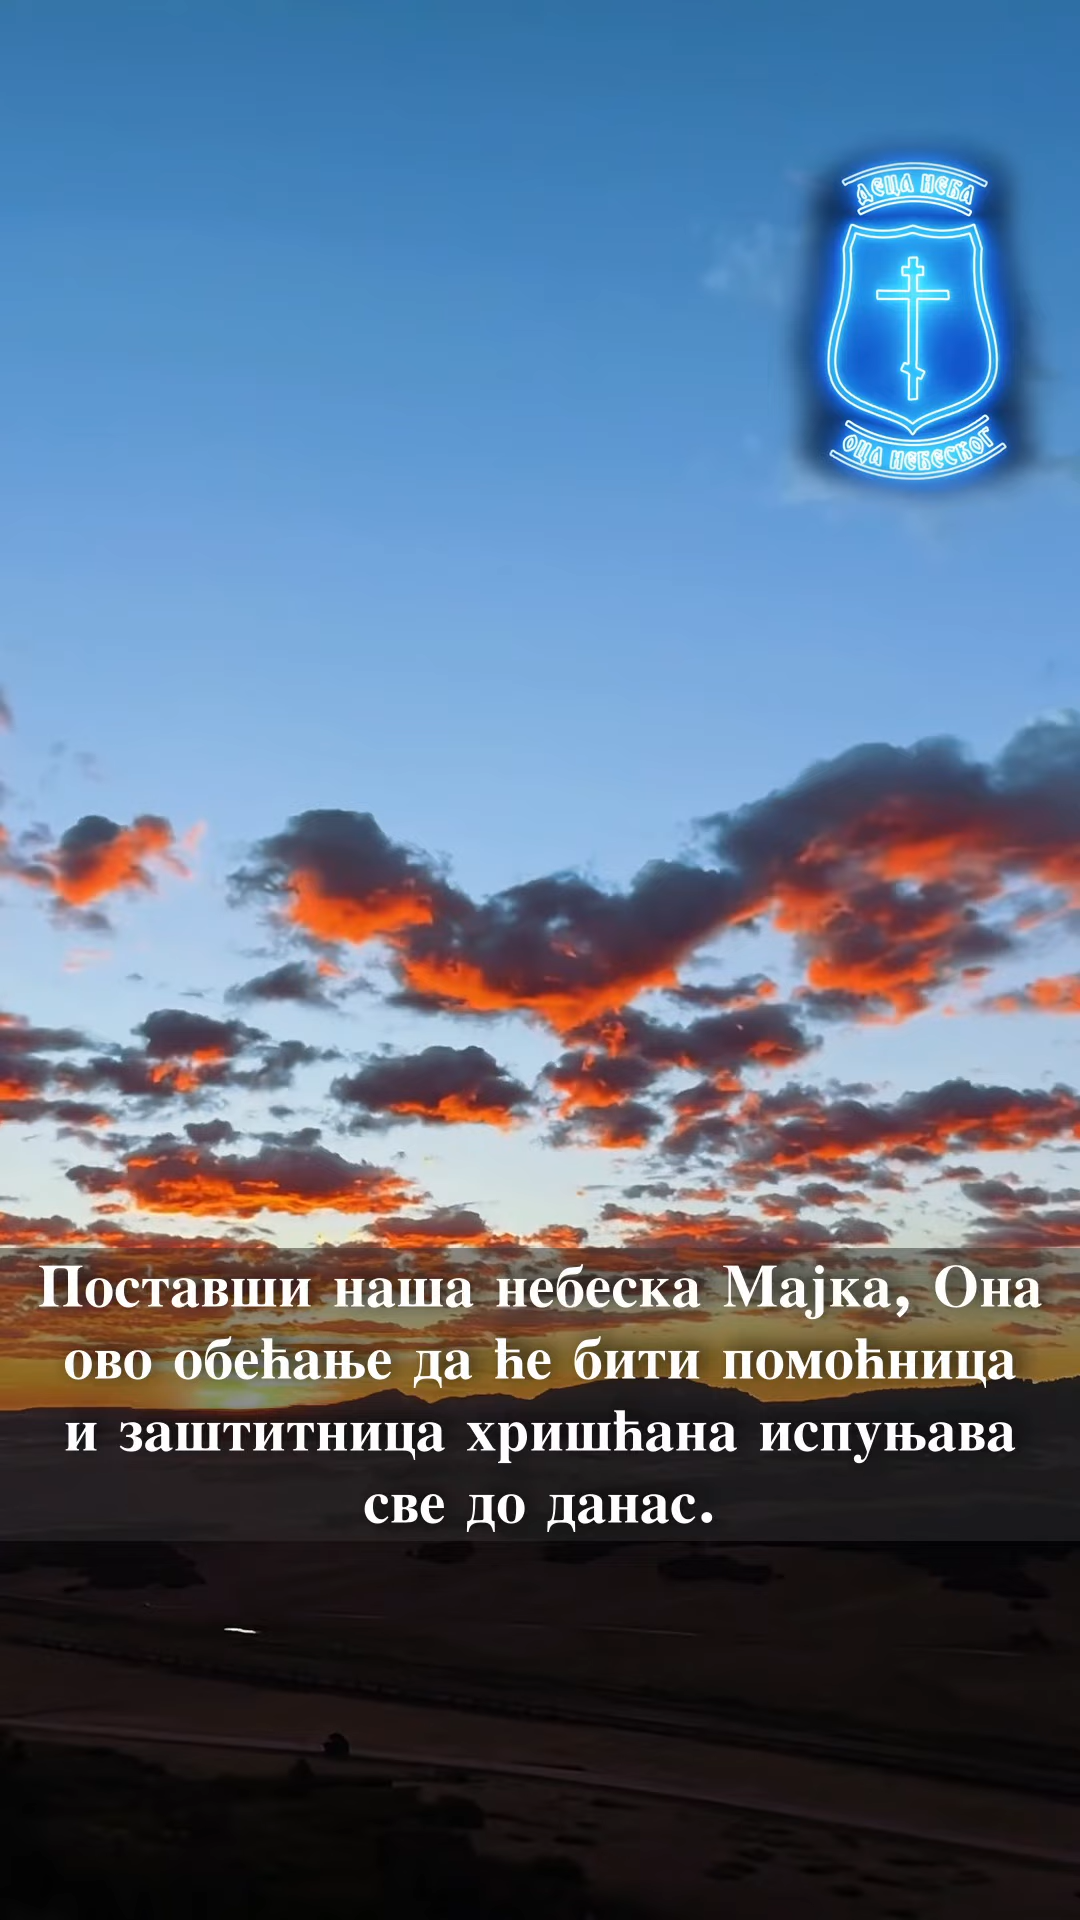 ДЕЦА НЕБА
ОЦА НЕБЕСКОГ
Поставши наша небеска Мајка, Она
ово обећање да ће бити помоћница
и заштитница хришћана испуњава
све до данас.